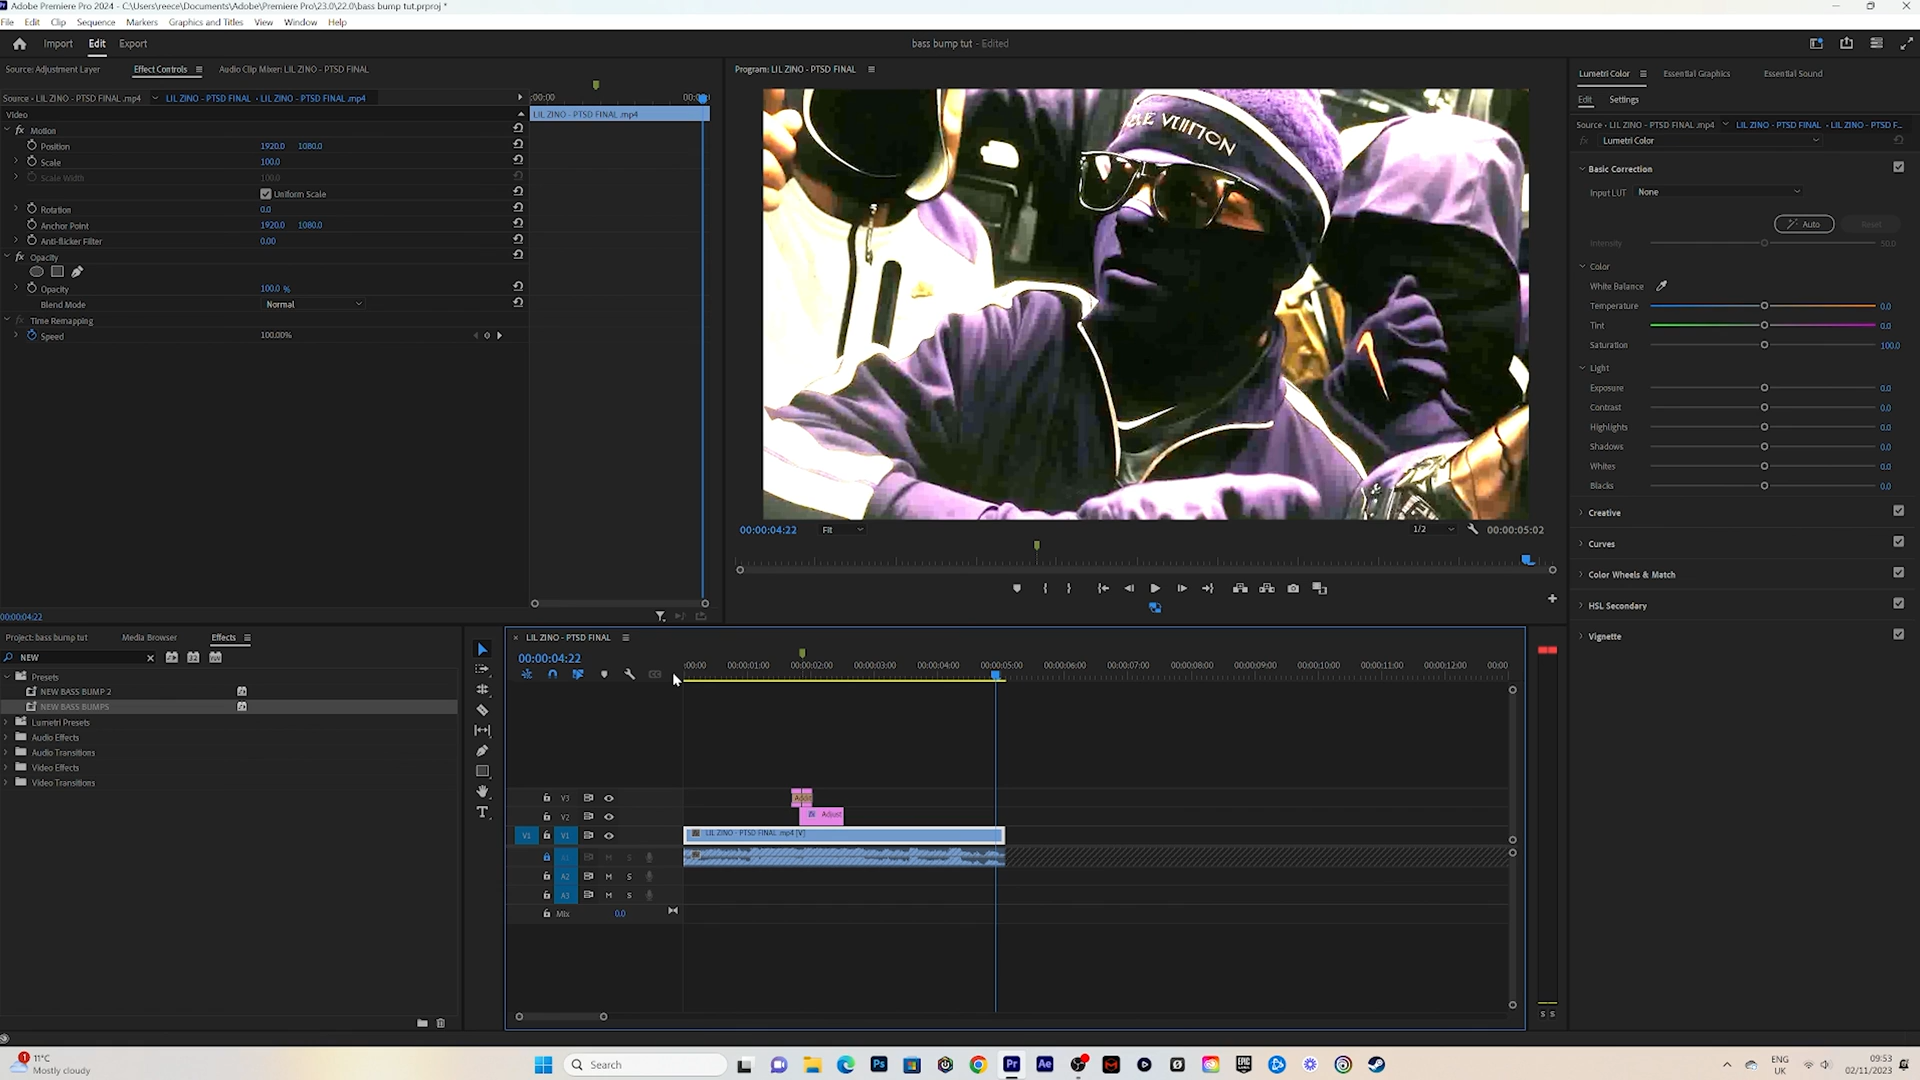 Adobe Premiere Pro 2024 - C:\Users\reece\Documents\Adobe\Premiere Pro\23.0\22.0\bass bump tut.prproj *
File Edit Clip Sequence Markers Graphics and Titles View Window Help
Import Edit Export
bass bump tut - Edited
Source: Adjustment Layer
Effect Controls
Audio Clip Mixer: LIL ZINO - PTSD FINAL
Source • LIL ZINO - PTSD FINAL .mp4
LIL ZINO - PTSD FINAL • LIL ZINO - PTSD FINAL .mp4
:00:00
00:00
Video
LIL ZINO - PTSD FINAL .mp4
fx Motion
Position 1920.0 1080.0
Scale 100.0
Scale Width 100.0
Uniform Scale
Rotation 0.0
Anchor Point 1920.0 1080.0
Anti-flicker Filter 0.00
fx Opacity
Opacity 100.0 %
Blend Mode Normal
fx Time Remapping
Speed 100.00%
00:00:04:22
Program: LIL ZINO - PTSD FINAL
VUITTON
00:00:04:22
Fit
1/2
00:00:05:02
Lumetri Color
Essential Graphics
Essential Sound
Edit Settings
Source • LIL ZINO - PTSD FINAL .mp4
LIL ZINO - PTSD FINAL • LIL ZINO - PTSD F...
fx Lumetri Color
Basic Correction
Input LUT None
Auto
Reset
Intensity 50.0
Color
White Balance
Temperature 0.0
Tint 0.0
Saturation 100.0
Light
Exposure 0.0
Contrast 0.0
Highlights 0.0
Shadows 0.0
Whites 0.0
Blacks 0.0
Creative
Curves
Color Wheels & Match
HSL Secondary
Vignette
Project: bass bump tut
Media Browser
Effects
NEW
Presets
NEW BASS BUMP 2
NEW BASS BUMPS
Lumetri Presets
Audio Effects
Audio Transitions
Video Effects
Video Transitions
LIL ZINO - PTSD FINAL
00:00:04:22
:00:00 00:00:01:00 00:00:02:00 00:00:03:00 00:00:04:00 00:00:05:00 00:00:06:00 00:00:07:00 00:00:08:00 00:00:09:00 00:00:10:00 00:00:11:00 00:00:12:00 00:00
V3
V2 Adjust
V1 V1 LIL ZINO - PTSD FINAL .mp4 [V]
A1 M S
A2 M S
A3 M S
Mix 0.0
S S
11°C
Mostly cloudy
1
Search
ENG
UK
09:53
02/11/2023